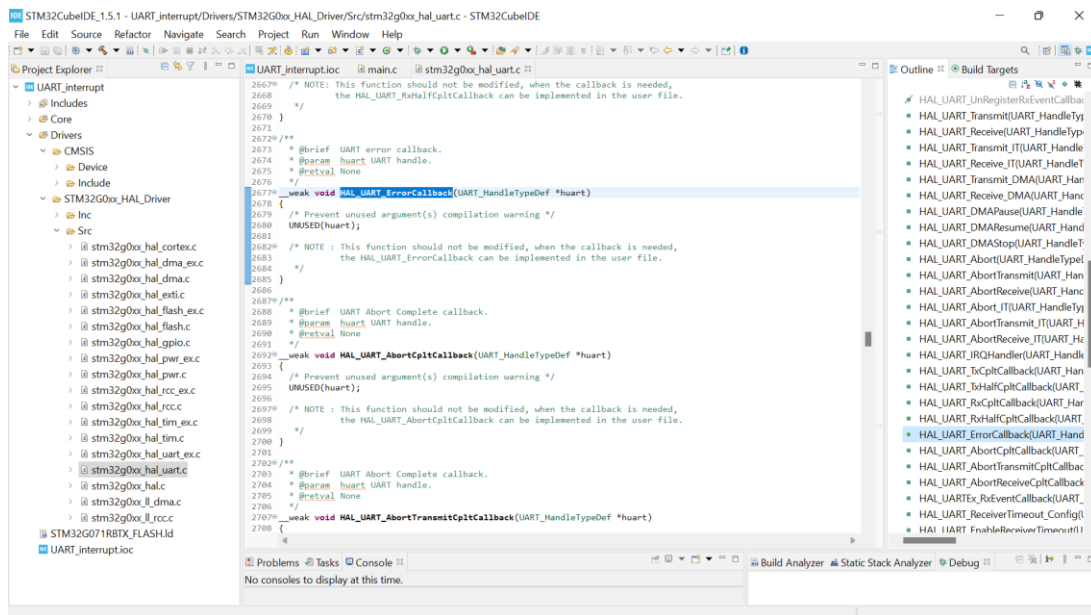 STM32CubeIDE_1.5.1 - UART_interrupt/Drivers/STM32G0xx_HAL_Driver/Src/stm32g0xx_hal_uart.c - STM32CubeIDE
File Edit Source Refactor Navigate Search Project Run Window Help
Project Explorer
UART_interrupt
Includes
Core
Drivers
CMSIS
Device
Include
STM32G0xx_HAL_Driver
Inc
Src
stm32g0xx_hal_cortex.c
stm32g0xx_hal_dma_ex.c
stm32g0xx_hal_dma.c
stm32g0xx_hal_exti.c
stm32g0xx_hal_flash_ex.c
stm32g0xx_hal_flash.c
stm32g0xx_hal_gpio.c
stm32g0xx_hal_pwr_ex.c
stm32g0xx_hal_pwr.c
stm32g0xx_hal_rcc_ex.c
stm32g0xx_hal_rcc.c
stm32g0xx_hal_tim_ex.c
stm32g0xx_hal_tim.c
stm32g0xx_hal_uart_ex.c
stm32g0xx_hal_uart.c
stm32g0xx_hal.c
stm32g0xx_ll_dma.c
stm32g0xx_ll_rcc.c
STM32G071RBTX_FLASH.ld
UART_interrupt.ioc
UART_interrupt.ioc main.c stm32g0xx_hal_uart.c
2667 /* NOTE: This function should not be modified, when the callback is needed,
2668 the HAL_UART_RxHalfCpltCallback can be implemented in the user file.
2669 */
2670 }
2671
2672 /**
2673 * @brief UART error callback.
2674 * @param huart UART handle.
2675 * @retval None
2676 */
2677 __weak void HAL_UART_ErrorCallback(UART_HandleTypeDef *huart)
2678 {
2679 /* Prevent unused argument(s) compilation warning */
2680 UNUSED(huart);
2681
2682 /* NOTE : This function should not be modified, when the callback is needed,
2683 the HAL_UART_ErrorCallback can be implemented in the user file.
2684 */
2685 }
2686
2687 /**
2688 * @brief UART Abort Complete callback.
2689 * @param huart UART handle.
2690 * @retval None
2691 */
2692 __weak void HAL_UART_AbortCpltCallback(UART_HandleTypeDef *huart)
2693 {
2694 /* Prevent unused argument(s) compilation warning */
2695 UNUSED(huart);
2696
2697 /* NOTE : This function should not be modified, when the callback is needed,
2698 the HAL_UART_AbortCpltCallback can be implemented in the user file.
2699 */
2700 }
2701
2702 /**
2703 * @brief UART Abort Complete callback.
2704 * @param huart UART handle.
2705 * @retval None
2706 */
2707 __weak void HAL_UART_AbortTransmitCpltCallback(UART_HandleTypeDef *huart)
2708 {
Problems Tasks Console
No consoles to display at this time.
Outline Build Targets
HAL_UART_UnRegisterRxEventCallba
HAL_UART_Transmit(UART_HandleTyp
HAL_UART_Receive(UART_HandleTyp
HAL_UART_Transmit_IT(UART_Handle
HAL_UART_Receive_IT(UART_HandleT
HAL_UART_Transmit_DMA(UART_Han
HAL_UART_Receive_DMA(UART_Hand
HAL_UART_DMAPause(UART_HandleT
HAL_UART_DMAResume(UART_Handl
HAL_UART_DMAStop(UART_HandleTy
HAL_UART_Abort(UART_HandleTypeD
HAL_UART_AbortTransmit(UART_Han
HAL_UART_AbortReceive(UART_Hand
HAL_UART_Abort_IT(UART_HandleTy
HAL_UART_AbortTransmit_IT(UART_H
HAL_UART_AbortReceive_IT(UART_Ha
HAL_UART_IRQHandler(UART_Handle
HAL_UART_TxCpltCallback(UART_Han
HAL_UART_TxHalfCpltCallback(UART_
HAL_UART_RxCpltCallback(UART_Han
HAL_UART_RxHalfCpltCallback(UART_
HAL_UART_ErrorCallback(UART_Hand
HAL_UART_AbortCpltCallback(UART_
HAL_UART_AbortTransmitCpltCallbac
HAL_UART_AbortReceiveCpltCallback
HAL_UARTEx_RxEventCallback(UART_
HAL_UART_ReceiverTimeout_Config(U
HAL_UART_EnableReceiverTimeout(U
Build Analyzer Static Stack Analyzer Debug